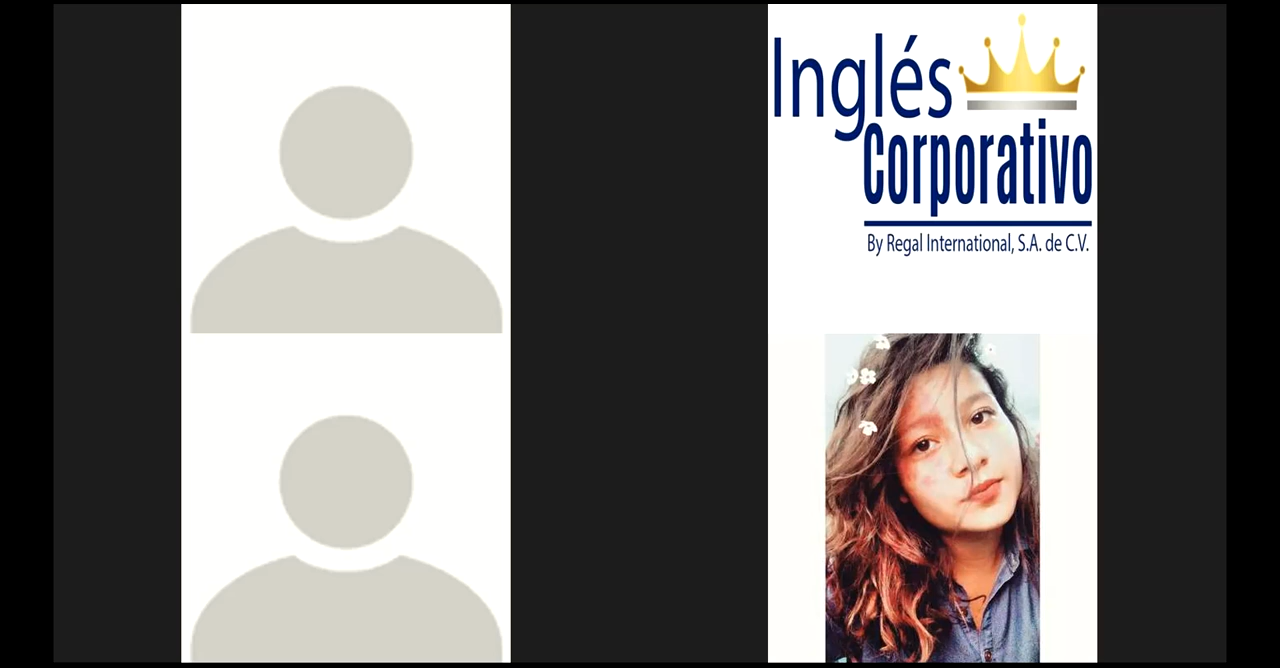 Inglés
Corporativo
By Regal International, S.A. de C.V.